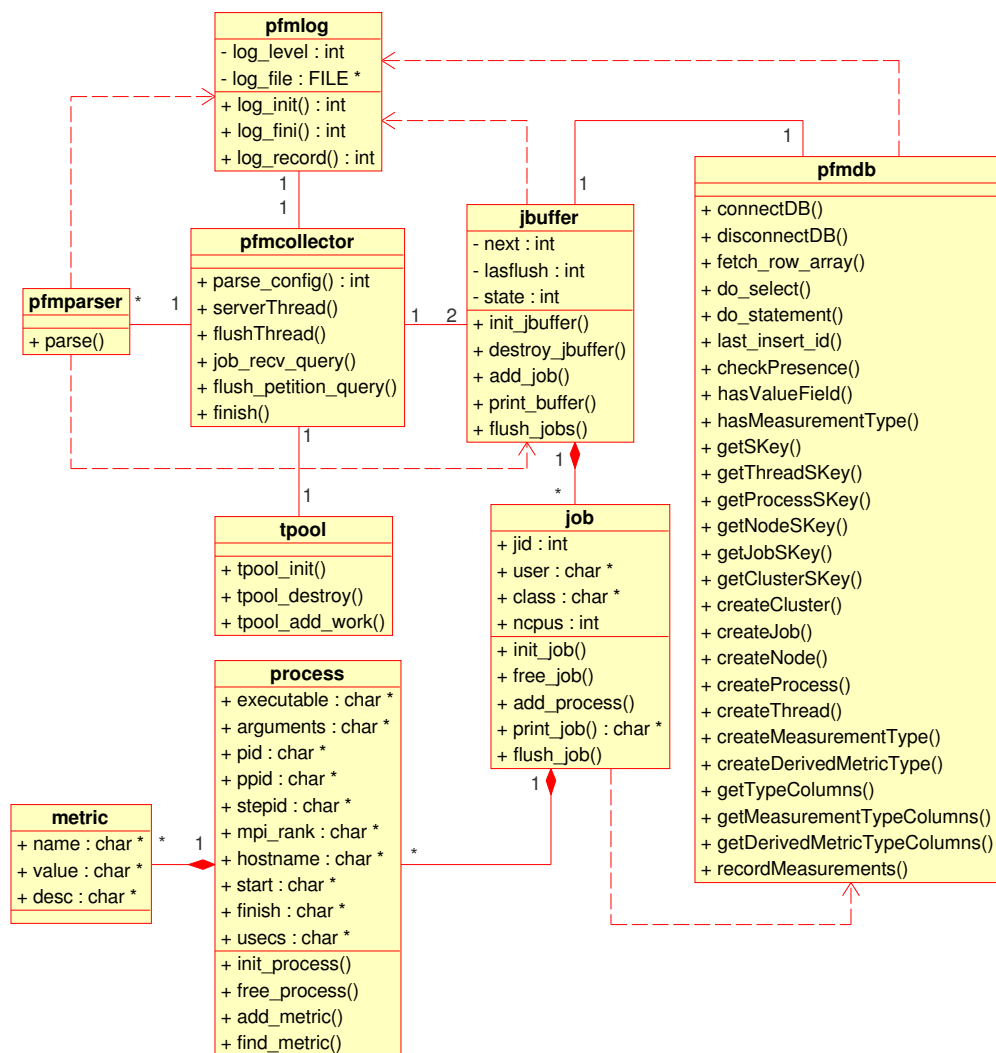 pfmlog
- log_level : int
- log_file : FILE *
+ log_init() : int
+ log_fini() : int
+ log_record() : int
1
1
1
1
pfmcollector
+ parse_config() : int
+ serverThread()
+ flushThread()
+ job_recv_query()
+ flush_petition_query()
+ finish()
pfmparser
+ parse()
*
1
1
2
jbuffer
- next : int
- lasflush : int
- state : int
+ init_jbuffer()
+ destroy_jbuffer()
+ add_job()
+ print_buffer()
+ flush_jobs()
pfmdb
+ connectDB()
+ disconnectDB()
+ fetch_row_array()
+ do_select()
+ do_statement()
+ last_insert_id()
+ checkPresence()
+ hasValueField()
+ hasMeasurementType()
+ getSKey()
+ getThreadSKey()
+ getProcessSKey()
+ getNodeSKey()
+ getJobSKey()
+ getClusterSKey()
+ createCluster()
+ createJob()
+ createNode()
+ createProcess()
+ createThread()
+ createMeasurementType()
+ createDerivedMetricType()
+ getTypeColumns()
+ getMeasurementTypeColumns()
+ getDerivedMetricTypeColumns()
+ recordMeasurements()
1
1
tpool
+ tpool_init()
+ tpool_destroy()
+ tpool_add_work()
1
*
job
+ jid : int
+ user : char *
+ class : char *
+ ncpus : int
+ init_job()
+ free_job()
+ add_process()
+ print_job() : char *
+ flush_job()
1
*
process
+ executable : char *
+ arguments : char *
+ pid : char *
+ ppid : char *
+ stepid : char *
+ mpi_rank : char *
+ hostname : char *
+ start : char *
+ finish : char *
+ usecs : char *
+ init_process()
+ free_process()
+ add_metric()
+ find_metric()
metric
+ name : char *
+ value : char *
+ desc : char *
*
1